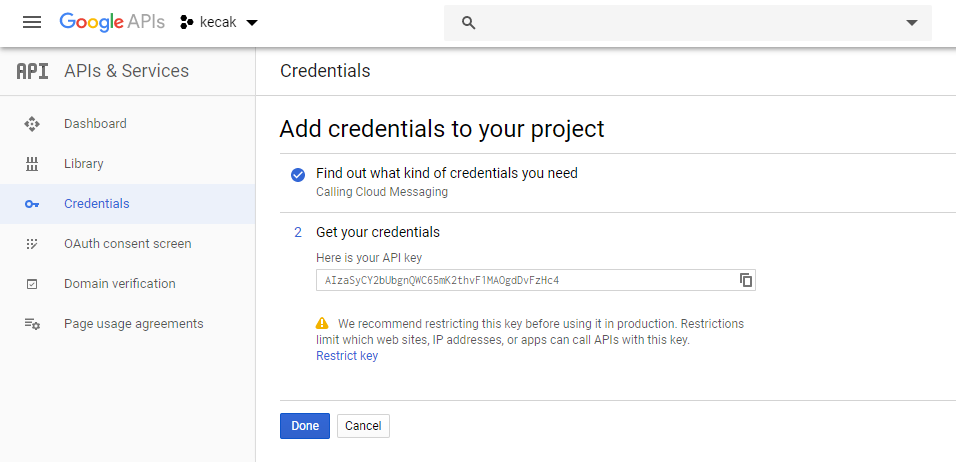 Google APIs kecak
API APIs & Services
Credentials
Dashboard
Library
Credentials
OAuth consent screen
Domain verification
Page usage agreements
Add credentials to your project
Find out what kind of credentials you need
Calling Cloud Messaging
2 Get your credentials
Here is your API key
AIzaSyCY2bUbgnQWC65mK2thvF1MAOgdDvFzHc4
We recommend restricting this key before using it in production. Restrictions
limit which web sites, IP addresses, or apps can call APIs with this key.
Restrict key
Done Cancel